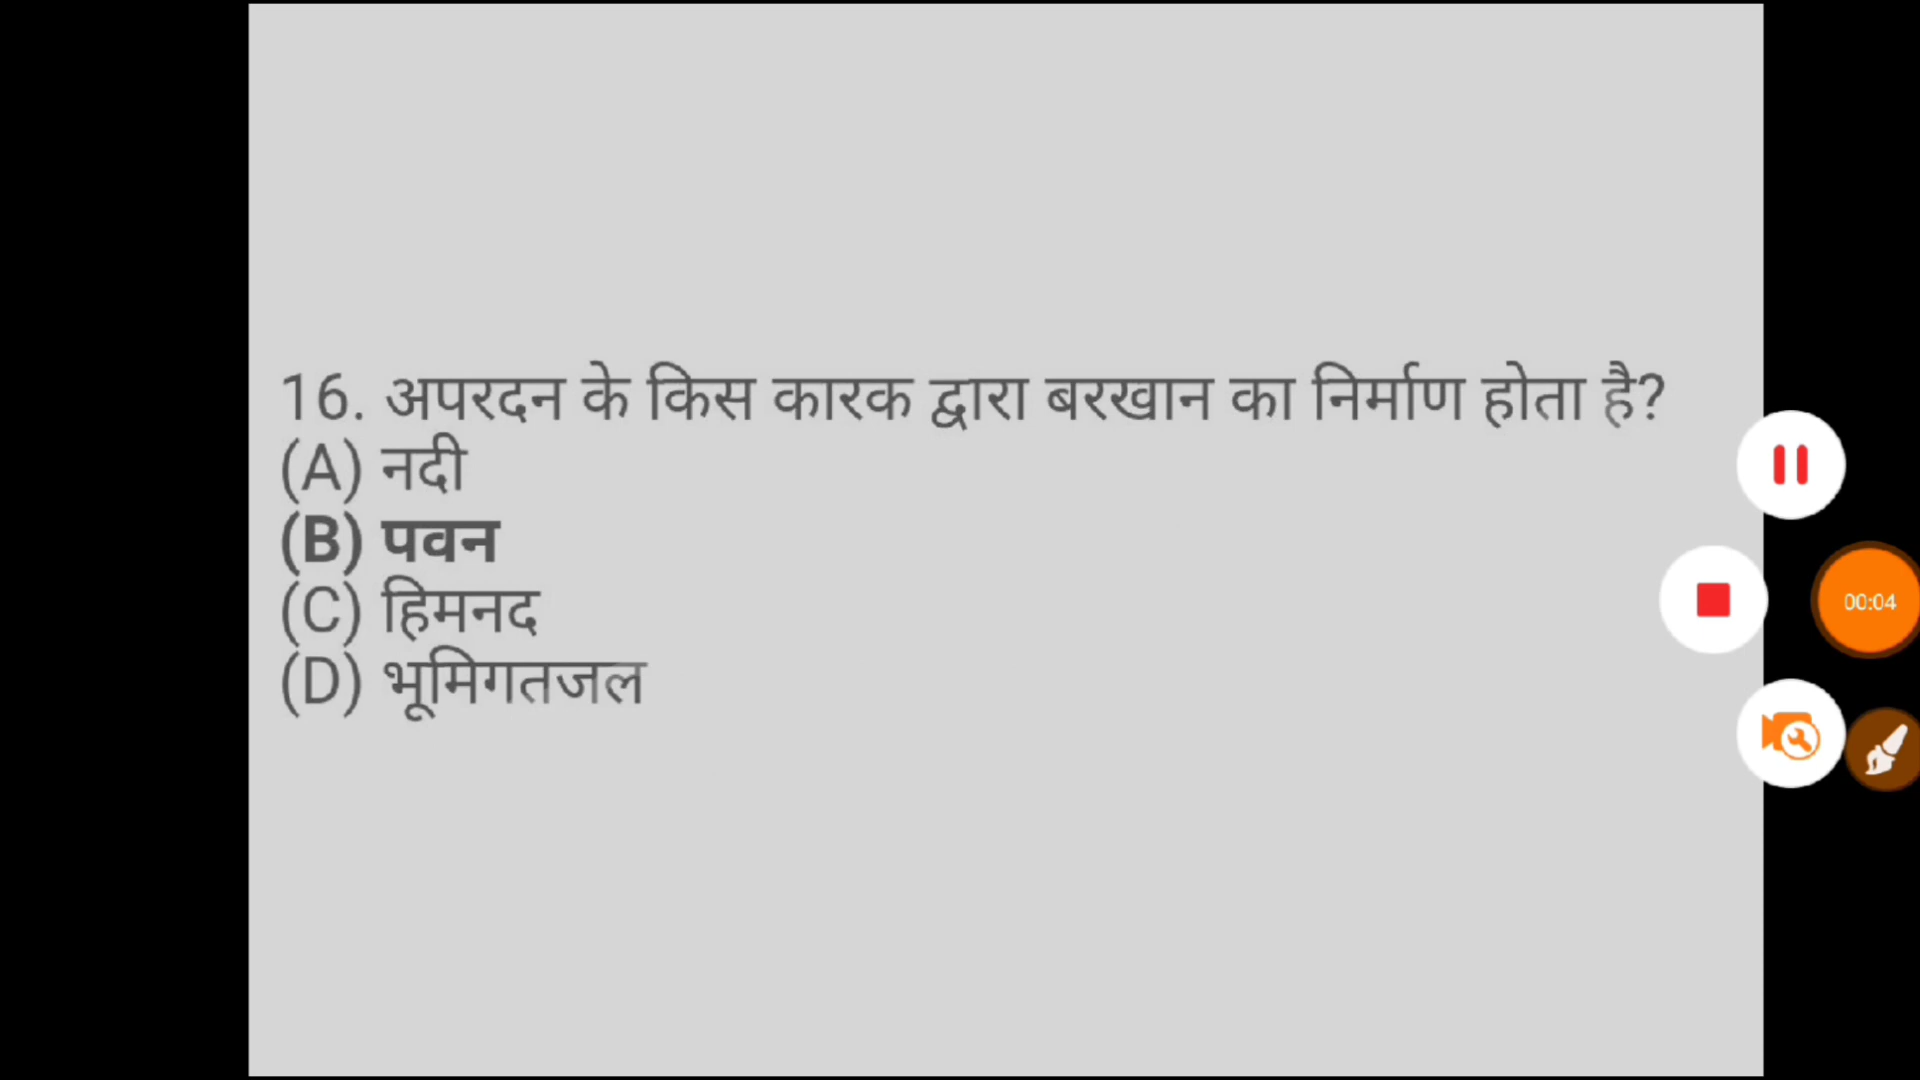 16. अपरदन के किस कारक द्वारा बरखान का निर्माण होता है?
(A) नदी
(B) पवन
(C) हिमनद
(D) भूमिगतजल
00:04